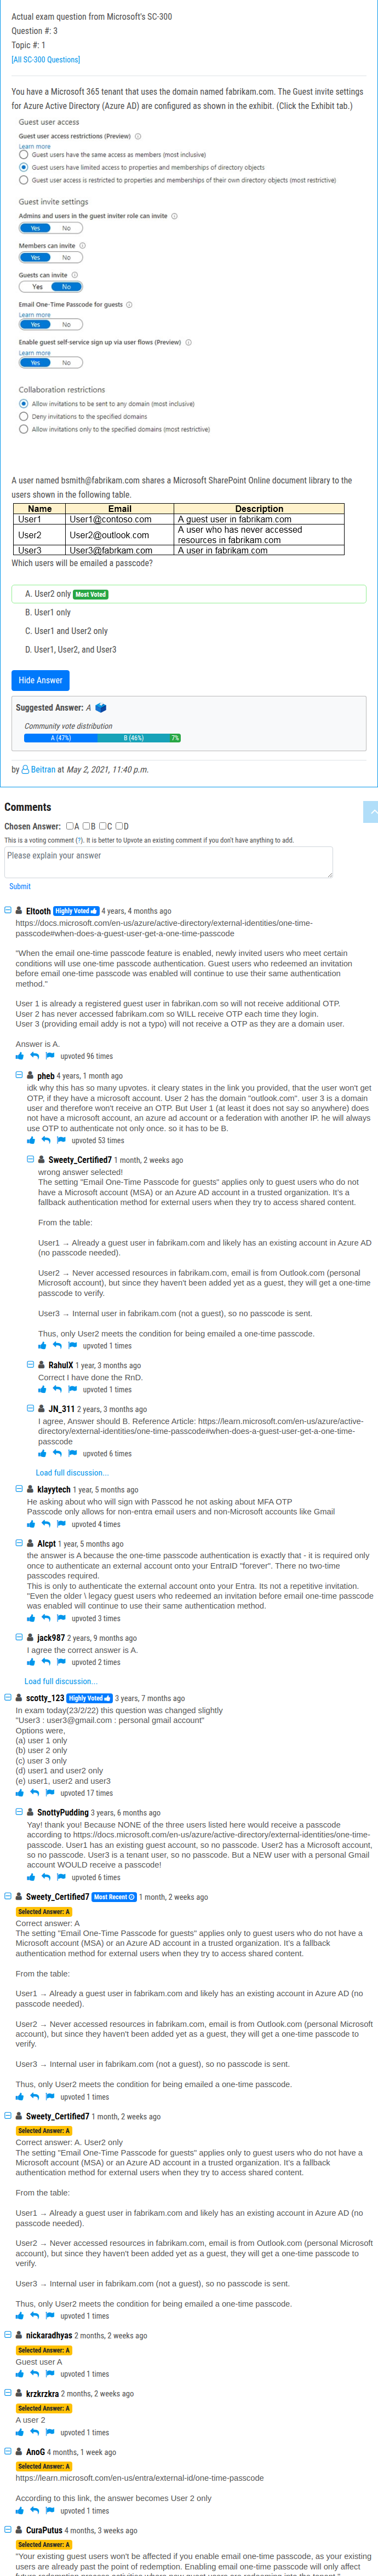 Actual exam question from Microsoft's SC-300
Question #: 3
Topic #: 1
[All SC-300 Questions]
You have a Microsoft 365 tenant that uses the domain named fabrikam.com. The Guest invite settings
for Azure Active Directory (Azure AD) are configured as shown in the exhibit. (Click the Exhibit tab.)
Guest user access
Guest user access restrictions (Preview)
Learn more
Guest users have the same access as members (most inclusive)
Guest users have limited access to properties and memberships of directory objects
Guest user access is restricted to properties and memberships of their own directory objects (most restrictive)
Guest invite settings
Admins and users in the guest inviter role can invite
Yes No
Members can invite
Yes No
Guests can invite
Yes No
Email One-Time Passcode for guests
Learn more
Yes No
Enable guest self-service sign up via user flows (Preview)
Learn more
Yes No
Collaboration restrictions
Allow invitations to be sent to any domain (most inclusive)
Deny invitations to the specified domains
Allow invitations only to the specified domains (most restrictive)
A user named bsmith@fabrikam.com shares a Microsoft SharePoint Online document library to the
users shown in the following table.
Name Email Description
User1 User1@contoso.com A guest user in fabrikam.com
User2 User2@outlook.com A user who has never accessed
resources in fabrikam.com
User3 User3@fabrkam.com A user in fabrikam.com
Which users will be emailed a passcode?
A. User2 only Most Voted
B. User1 only
C. User1 and User2 only
D. User1, User2, and User3
Hide Answer
Suggested Answer: A
Community vote distribution
A (47%) B (46%) 7%
by Beitran at May 2, 2021, 11:40 p.m.
Comments
Chosen Answer: A B C D
This is a voting comment (?). It is better to Upvote an existing comment if you don't have anything to add.
Please explain your answer
Submit
Eltooth Highly Voted 4 years, 4 months ago
https://docs.microsoft.com/en-us/azure/active-directory/external-identities/one-time-
passcode#when-does-a-guest-user-get-a-one-time-passcode
"When the email one-time passcode feature is enabled, newly invited users who meet certain
conditions will use one-time passcode authentication. Guest users who redeemed an invitation
before email one-time passcode was enabled will continue to use their same authentication
method."
User 1 is already a registered guest user in fabrikan.com so will not receive additional OTP.
User 2 has never accessed fabrikam.com so WILL receive OTP each time they login.
User 3 (providing email addy is not a typo) will not receive a OTP as they are a domain user.
Answer is A.
upvoted 96 times
pheb 4 years, 1 month ago
idk why this has so many upvotes. it cleary states in the link you provided, that the user won't get
OTP, if they have a microsoft account. User 2 has the domain "outlook.com". user 3 is a domain
user and therefore won't receive an OTP. But User 1 (at least it does not say so anywhere) does
not have a microsoft account, an azure ad account or a federation with another IP. he will always
use OTP to authenticate not only once. so it has to be B.
upvoted 53 times
Sweety_Certified7 1 month, 2 weeks ago
wrong answer selected!
The setting "Email One-Time Passcode for guests" applies only to guest users who do not
have a Microsoft account (MSA) or an Azure AD account in a trusted organization. It's a
fallback authentication method for external users when they try to access shared content.
From the table:
User1 → Already a guest user in fabrikam.com and likely has an existing account in Azure AD
(no passcode needed).
User2 → Never accessed resources in fabrikam.com, email is from Outlook.com (personal
Microsoft account), but since they haven't been added yet as a guest, they will get a one-time
passcode to verify.
User3 → Internal user in fabrikam.com (not a guest), so no passcode is sent.
Thus, only User2 meets the condition for being emailed a one-time passcode.
upvoted 1 times
RahulX 1 year, 3 months ago
Correct I have done the RnD.
upvoted 1 times
JN_311 2 years, 3 months ago
I agree, Answer should B. Reference Article: https://learn.microsoft.com/en-us/azure/active-
directory/external-identities/one-time-passcode#when-does-a-guest-user-get-a-one-time-
passcode
upvoted 6 times
Load full discussion...
klayytech 1 year, 5 months ago
He asking about who will sign with Passcod he not asking about MFA OTP
Passcode only allows for non-entra email users and non-Microsoft accounts like Gmail
upvoted 4 times
Alcpt 1 year, 5 months ago
the answer is A because the one-time passcode authentication is exactly that - it is required only
once to authenticate an external account onto your EntraID "forever". There no two-time
passcodes required.
This is only to authenticate the external account onto your Entra. Its not a repetitive invitation.
"Even the older \ legacy guest users who redeemed an invitation before email one-time passcode
was enabled will continue to use their same authentication method.
upvoted 3 times
jack987 2 years, 9 months ago
I agree the correct answer is A.
upvoted 2 times
Load full discussion...
scotty_123 Highly Voted 3 years, 7 months ago
In exam today(23/2/22) this question was changed slightly
"User3 : user3@gmail.com : personal gmail account"
Options were,
(a) user 1 only
(b) user 2 only
(c) user 3 only
(d) user1 and user2 only
(e) user1, user2 and user3
upvoted 17 times
SnottyPudding 3 years, 6 months ago
Yay! thank you! Because NONE of the three users listed here would receive a passcode
according to https://docs.microsoft.com/en-us/azure/active-directory/external-identities/one-time-
passcode. User1 has an existing guest account, so no passcode. User2 has a Microsoft account,
so no passcode. User3 is a tenant user, so no passcode. But a NEW user with a personal Gmail
account WOULD receive a passcode!
upvoted 6 times
Sweety_Certified7 Most Recent 1 month, 2 weeks ago
Selected Answer: A
Correct answer: A
The setting "Email One-Time Passcode for guests" applies only to guest users who do not have a
Microsoft account (MSA) or an Azure AD account in a trusted organization. It's a fallback
authentication method for external users when they try to access shared content.
From the table:
User1 → Already a guest user in fabrikam.com and likely has an existing account in Azure AD (no
passcode needed).
User2 → Never accessed resources in fabrikam.com, email is from Outlook.com (personal Microsoft
account), but since they haven't been added yet as a guest, they will get a one-time passcode to
verify.
User3 → Internal user in fabrikam.com (not a guest), so no passcode is sent.
Thus, only User2 meets the condition for being emailed a one-time passcode.
upvoted 1 times
Sweety_Certified7 1 month, 2 weeks ago
Selected Answer: A
Correct answer: A. User2 only
The setting "Email One-Time Passcode for guests" applies only to guest users who do not have a
Microsoft account (MSA) or an Azure AD account in a trusted organization. It's a fallback
authentication method for external users when they try to access shared content.
From the table:
User1 → Already a guest user in fabrikam.com and likely has an existing account in Azure AD (no
passcode needed).
User2 → Never accessed resources in fabrikam.com, email is from Outlook.com (personal Microsoft
account), but since they haven't been added yet as a guest, they will get a one-time passcode to
verify.
User3 → Internal user in fabrikam.com (not a guest), so no passcode is sent.
Thus, only User2 meets the condition for being emailed a one-time passcode.
upvoted 1 times
nickaradhyas 2 months, 2 weeks ago
Selected Answer: A
Guest user A
upvoted 1 times
krzkrzkra 2 months, 2 weeks ago
Selected Answer: A
A user 2
upvoted 1 times
AnoG 4 months, 1 week ago
Selected Answer: A
https://learn.microsoft.com/en-us/entra/external-id/one-time-passcode
According to this link, the answer becomes User 2 only
upvoted 1 times
CuraPutus 4 months, 3 weeks ago
Selected Answer: A
"Your existing guest users won't be affected if you enable email one-time passcode, as your existing
users are already past the point of redemption. Enabling email one-time passcode will only affect